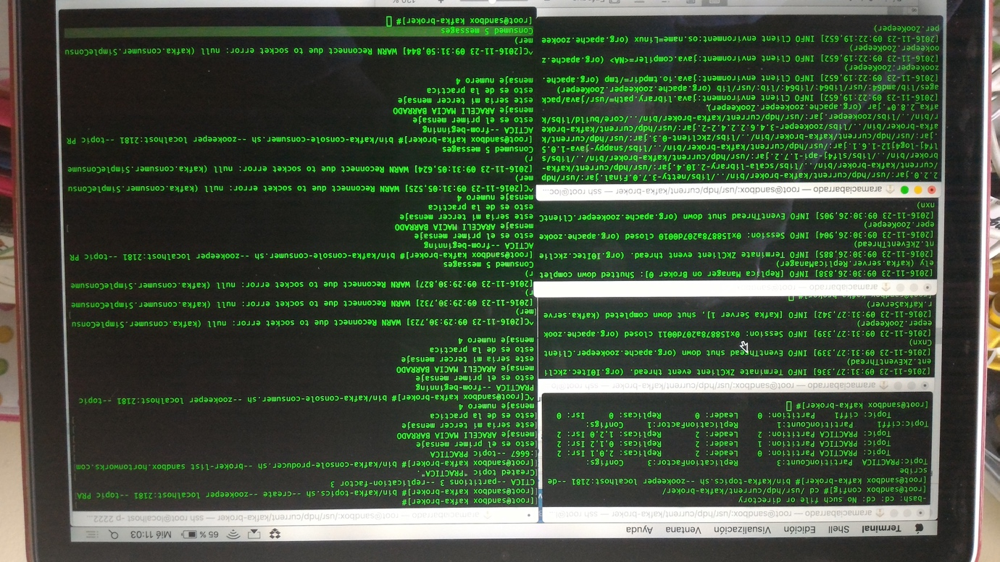 Terminal Shell Edición Visualización Ventana Ayuda
65 % Mié 11:03
aramaciabarrado — root@sandbox:/usr/hdp/current/kafka-broker — ssh root@loc...
-bash: cd: cd: No such file or directory
[root@sandbox config]# cd /usr/hdp/current/kafka-broker/
[root@sandbox kafka-broker]# bin/kafka-topics.sh --zookeeper localhost:2181 --de
scribe
Topic:PRACTICA PartitionCount:3 ReplicationFactor:3 Configs:
Topic: PRACTICA Partition: 0 Leader: 2 Replicas: 2,0,1 Isr: 2
Topic: PRACTICA Partition: 1 Leader: 2 Replicas: 0,1,2 Isr: 2
Topic: PRACTICA Partition: 2 Leader: 2 Replicas: 1,2,0 Isr: 2
Topic:ciff1 PartitionCount:1 ReplicationFactor:1 Configs:
Topic: ciff1 Partition: 0 Leader: 0 Replicas: 0 Isr: 0
[root@sandbox kafka-broker]#
aramaciabarrado — root@sandbox:/usr/hdp/current/kafka-broker — ssh
[2016-11-23 09:31:27,336] INFO Terminate ZkClient event thread. (org.I0Itec.zkcli
ent.ZkEventThread)
[2016-11-23 09:31:27,339] INFO EventThread shut down (org.apache.zookeeper.Client
Cnxn)
[2016-11-23 09:31:27,339] INFO Session: 0x158878a207d0011 closed (org.apache.zook
eeper.ZooKeeper)
[2016-11-23 09:31:27,342] INFO [Kafka Server 1], shut down completed (kafka.serve
r.KafkaServer)
[root@sandbox kafka-broker]#
aramaciabarrado — root@sandbox:
[2016-11-23 09:30:26,838] INFO [Replica Manager on Broker 0]: Shutted down complet
ely (kafka.server.ReplicaManager)
[2016-11-23 09:30:26,885] INFO Terminate ZkClient event thread. (org.I0Itec.zkclie
nt.ZkEventThread)
[2016-11-23 09:30:26,904] INFO Session: 0x158878a207d0010 closed (org.apache.zooke
eper.ZooKeeper)
[2016-11-23 09:30:26,905] INFO EventThread shut down (org.apache.zookeeper.ClientC
nxn)
aramaciabarrado — root@sandbox:/usr/hdp/current/kafka-broker/kafka — ssh root@loc...
2.2.0.jar:/usr/hdp/current/kafka-broker/bin/../libs/netty-3.7.0.Final.jar:/usr/hdp
/current/kafka-broker/bin/../libs/scala-library-2.10.4.jar:/usr/hdp/current/kafka-
broker/bin/../libs/slf4j-api-1.7.2.jar:/usr/hdp/current/kafka-broker/bin/../libs/s
lf4j-log4j12-1.6.1.jar:/usr/hdp/current/kafka-broker/bin/../libs/snappy-java-1.0.5
.jar:/usr/hdp/current/kafka-broker/bin/../libs/zkclient-0.3.jar:/usr/hdp/current/k
afka-broker/bin/../libs/zookeeper-3.4.6.2.2.4.2-2.jar:/usr/hdp/current/kafka-broke
r/bin/../libs/zookeeper.jar:/usr/hdp/current/kafka-broker/bin/../core/build/libs/k
afka_2.8.0*.jar (org.apache.zookeeper.ZooKeeper)
[2016-11-23 09:22:19,652] INFO Client environment:java.library.path=/usr/java/pack
ages/lib/amd64:/usr/lib64:/lib64:/lib:/usr/lib (org.apache.zookeeper.ZooKeeper)
[2016-11-23 09:22:19,652] INFO Client environment:java.io.tmpdir=/tmp (org.apache.
zookeeper.ZooKeeper)
[2016-11-23 09:22:19,652] INFO Client environment:java.compiler=<NA> (org.apache.z
ookeeper.ZooKeeper)
[2016-11-23 09:22:19,652] INFO Client environment:os.name=Linux (org.apache.zookee
per.ZooKeeper)
aramaciabarrado — root@sandbox:/usr/hdp/current/kafka-broker — ssh root@localhost -p 2222...
[root@sandbox kafka-broker]#
[root@sandbox kafka-broker]# bin/kafka-topics.sh --create --zookeeper localhost:2181 --topic PRA
CTICA --partitions 3 --replication-factor 3
Created topic "PRACTICA".
[root@sandbox kafka-broker]# bin/kafka-console-producer.sh --broker-list sandbox.hortonworks.com
:6667 --topic PRACTICA
esto es el primer mensaje
mensaje ARACELI MACIA BARRADO
este seria mi tercer mensaje
esto es de la practica
mensaje numero 4
^C[root@sandbox kafka-broker]# bin/kafka-console-consumer.sh --zookeeper localhost:2181 --topic
PRACTICA --from-beginning
esto es el primer mensaje
mensaje ARACELI MACIA BARRADO
este seria mi tercer mensaje
esto es de la practica
mensaje numero 4
^C[2016-11-23 09:29:30,723] WARN Reconnect due to socket error: null (kafka.consumer.SimpleConsu
mer)
[2016-11-23 09:29:30,732] WARN Reconnect due to socket error: null (kafka.consumer.SimpleConsume
r)
[2016-11-23 09:29:30,827] WARN Reconnect due to socket error: null (kafka.consumer.SimpleConsume
r)
Consumed 5 messages
[root@sandbox kafka-broker]# bin/kafka-console-consumer.sh --zookeeper localhost:2181 --topic PR
ACTICA --from-beginning
esto es el primer mensaje
mensaje ARACELI MACIA BARRADO
este seria mi tercer mensaje
esto es de la practica
mensaje numero 4
^C[2016-11-23 09:31:05,525] WARN Reconnect due to socket error: null (kafka.consumer.SimpleConsu
mer)
[2016-11-23 09:31:05,624] WARN Reconnect due to socket error: null (kafka.consumer.SimpleConsume
r)
Consumed 5 messages
[root@sandbox kafka-broker]# bin/kafka-console-consumer.sh --zookeeper localhost:2181 --topic PR
ACTICA --from-beginning
esto es el primer mensaje
mensaje ARACELI MACIA BARRADO
este seria mi tercer mensaje
esto es de la practica
mensaje numero 4
^C[2016-11-23 09:31:50,644] WARN Reconnect due to socket error: null (kafka.consumer.SimpleConsu
mer)
Consumed 5 messages
[root@sandbox kafka-broker]#
120 %